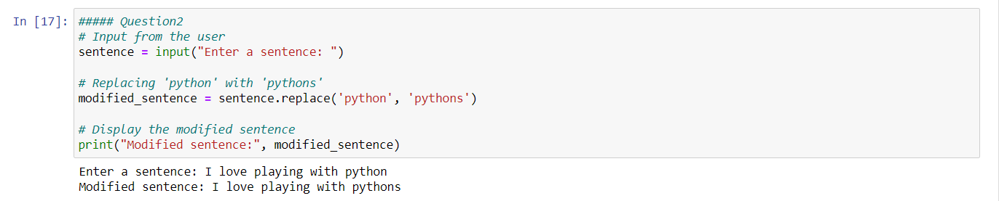 In [17]: ##### Question2
# Input from the user
sentence = input("Enter a sentence: ")
# Replacing 'python' with 'pythons'
modified_sentence = sentence.replace('python', 'pythons')
# Display the modified sentence
print("Modified sentence:", modified_sentence)
Enter a sentence: I love playing with python
Modified sentence: I love playing with pythons